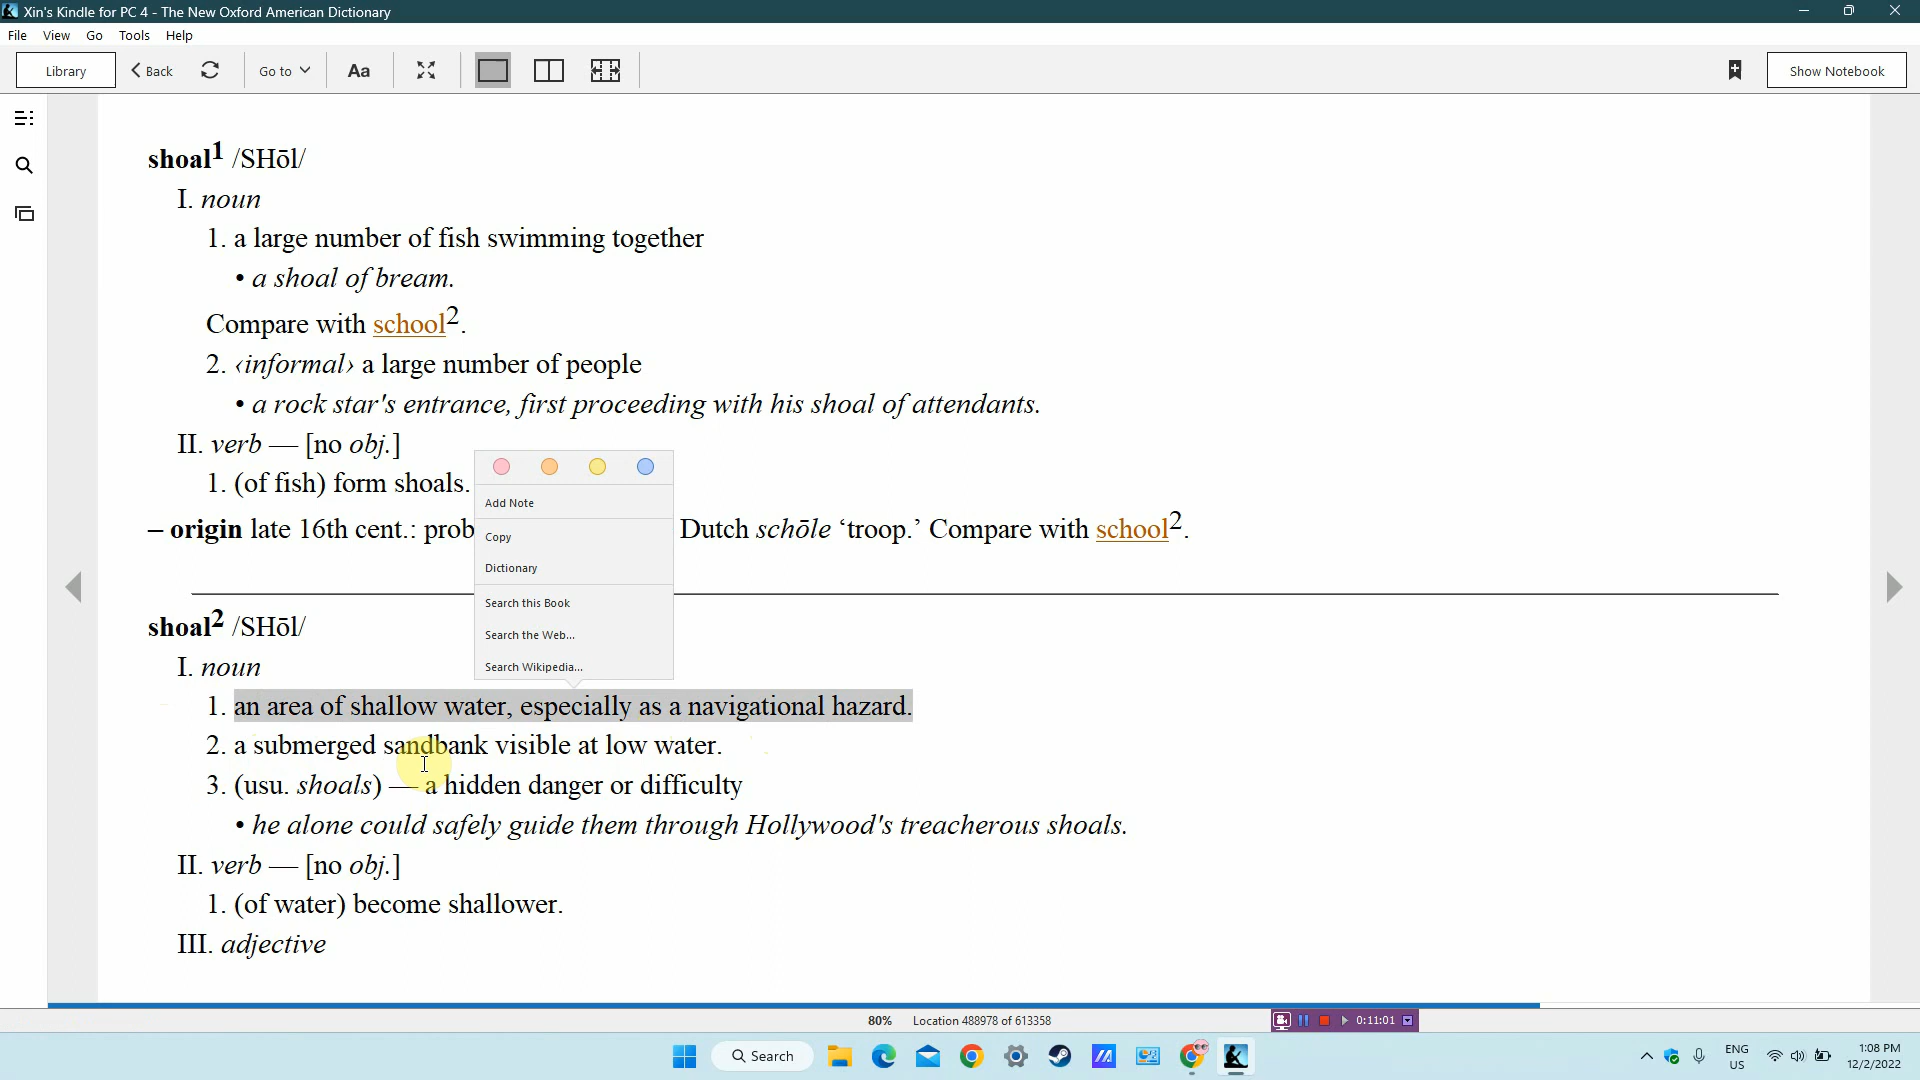 Xin's Kindle for PC 4 - The New Oxford American Dictionary
File View Go Tools Help
Library Back Go to Aa Show Notebook
shoal1 /SHōl/
I. noun
1. a large number of fish swimming together
• a shoal of bream.
Compare with school2.
2. ‹informal› a large number of people
• a rock star's entrance, first proceeding with his shoal of attendants.
II. verb — [no obj.]
1. (of fish) form shoals.
– origin late 16th cent.: prob Dutch schōle ‘troop.’ Compare with school2.
Add Note
Copy
Dictionary
Search this Book
Search the Web...
Search Wikipedia...
shoal2 /SHōl/
I. noun
1. an area of shallow water, especially as a navigational hazard.
2. a submerged sandbank visible at low water.
3. (usu. shoals) — a hidden danger or difficulty
• he alone could safely guide them through Hollywood's treacherous shoals.
II. verb — [no obj.]
1. (of water) become shallower.
III. adjective
80% Location 488978 of 613358
0:11:01
Search
ENG
US
1:08 PM
12/2/2022